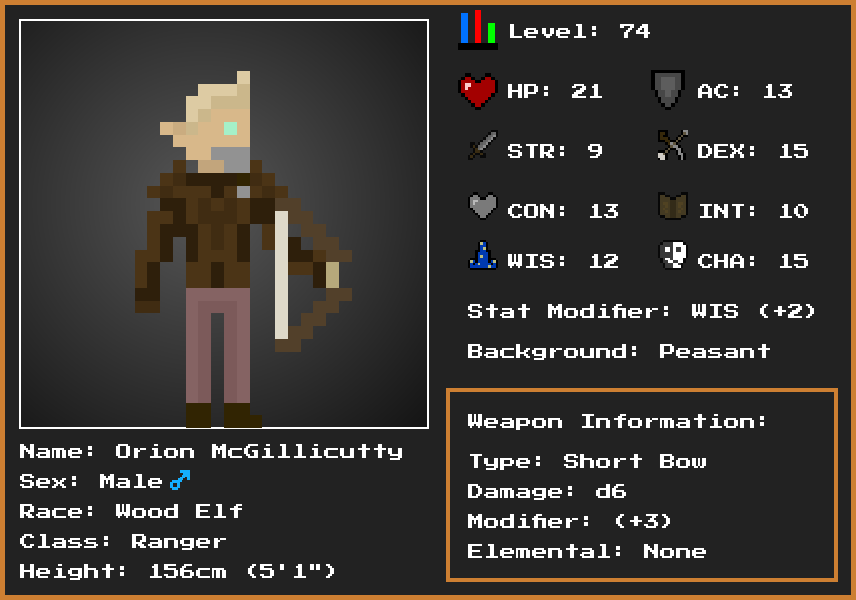 Level: 74
HP: 21
AC: 13
STR: 9
DEX: 15
CON: 13
INT: 10
WIS: 12
CHA: 15
Stat Modifier: WIS (+2)
Background: Peasant
Name: Orion McGillicutty
Sex: Male♂
Race: Wood Elf
Class: Ranger
Height: 156cm (5'1")
Weapon Information:
Type: Short Bow
Damage: d6
Modifier: (+3)
Elemental: None